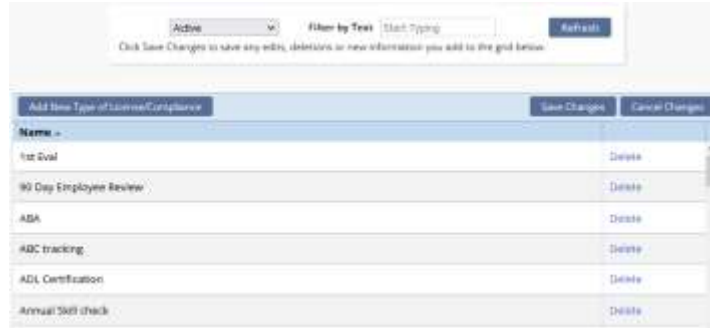 Active Filter by Text Start Typing Refresh
Click Save Changes to save any edits, deletions or new information you add to the grid below.
Add New Type of License/Compliance Save Changes Cancel Changes
Name
1st Eval Delete
90 Day Employee Review Delete
ABA Delete
ABC tracking Delete
ADL Certification Delete
Annual Skill check Delete